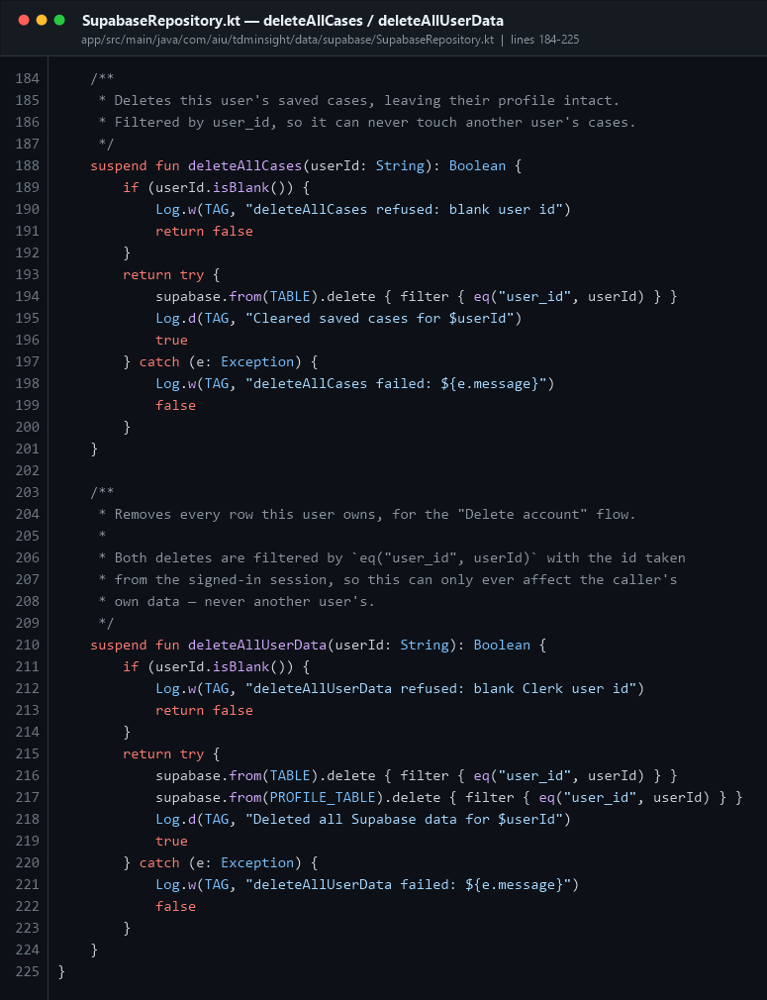 SupabaseRepository.kt — deleteAllCases / deleteAllUserData
app/src/main/java/com/aiu/tdminsight/data/supabase/SupabaseRepository.kt | lines 184-225
184     /**
185      * Deletes this user's saved cases, leaving their profile intact.
186      * Filtered by user_id, so it can never touch another user's cases.
187      */
188     suspend fun deleteAllCases(userId: String): Boolean {
189         if (userId.isBlank()) {
190             Log.w(TAG, "deleteAllCases refused: blank user id")
191             return false
192         }
193         return try {
194             supabase.from(TABLE).delete { filter { eq("user_id", userId) } }
195             Log.d(TAG, "Cleared saved cases for $userId")
196             true
197         } catch (e: Exception) {
198             Log.w(TAG, "deleteAllCases failed: ${e.message}")
199             false
200         }
201     }
202
203     /**
204      * Removes every row this user owns, for the "Delete account" flow.
205      *
206      * Both deletes are filtered by `eq("user_id", userId)` with the id taken
207      * from the signed-in session, so this can only ever affect the caller's
208      * own data — never another user's.
209      */
210     suspend fun deleteAllUserData(userId: String): Boolean {
211         if (userId.isBlank()) {
212             Log.w(TAG, "deleteAllUserData refused: blank Clerk user id")
213             return false
214         }
215         return try {
216             supabase.from(TABLE).delete { filter { eq("user_id", userId) } }
217             supabase.from(PROFILE_TABLE).delete { filter { eq("user_id", userId) } }
218             Log.d(TAG, "Deleted all Supabase data for $userId")
219             true
220         } catch (e: Exception) {
221             Log.w(TAG, "deleteAllUserData failed: ${e.message}")
222             false
223         }
224     }
225 }